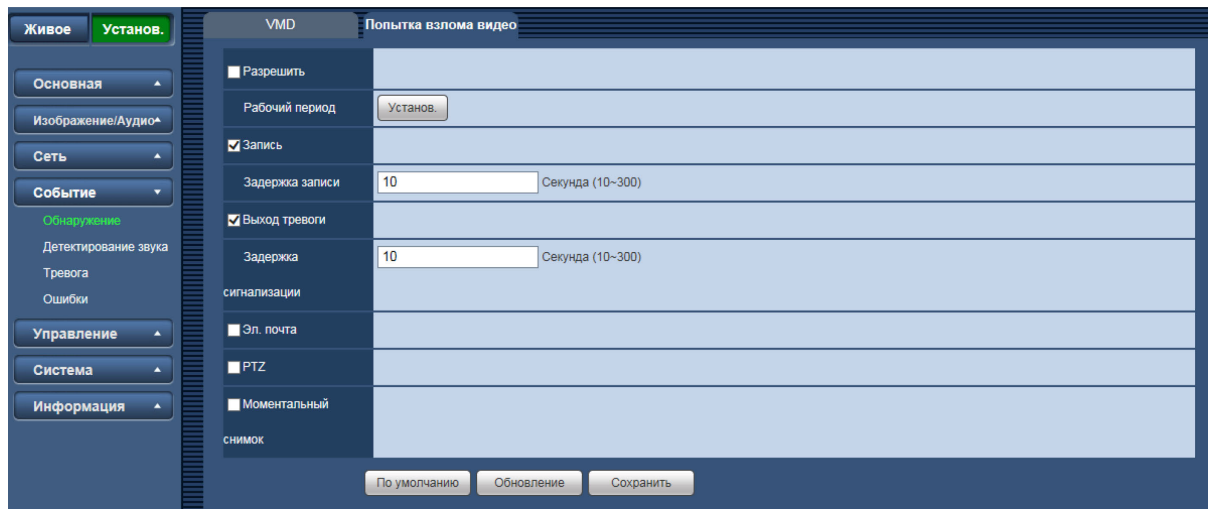 Живое Установ.
VMD Попытка взлома видео
Основная
Изображение/Аудио
Сеть
Событие
Обнаружение
Детектирование звука
Тревога
Ошибки
Управление
Система
Информация
Разрешить
Рабочий период Установ.
Запись
Задержка записи 10 Секунда (10~300)
Выход тревоги
Задержка 10 Секунда (10~300)
сигнализации
Эл. почта
PTZ
Моментальный
снимок
По умолчанию Обновление Сохранить